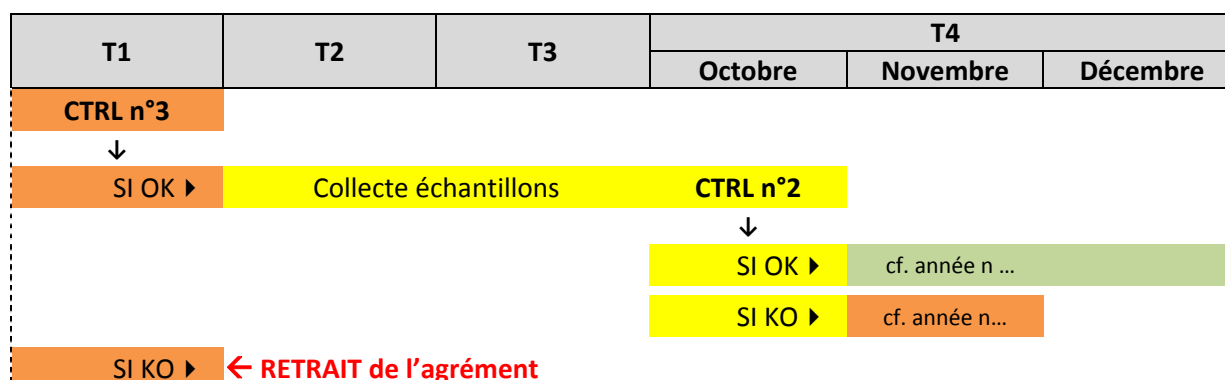 T1 T2 T3 T4
Octobre Novembre Décembre
CTRL n°3
↓
SI OK ▶ Collecte échantillons CTRL n°2
↓
SI OK ▶ cf. année n ...
SI KO ▶ cf. année n...
SI KO ▶ ← RETRAIT de l’agrément